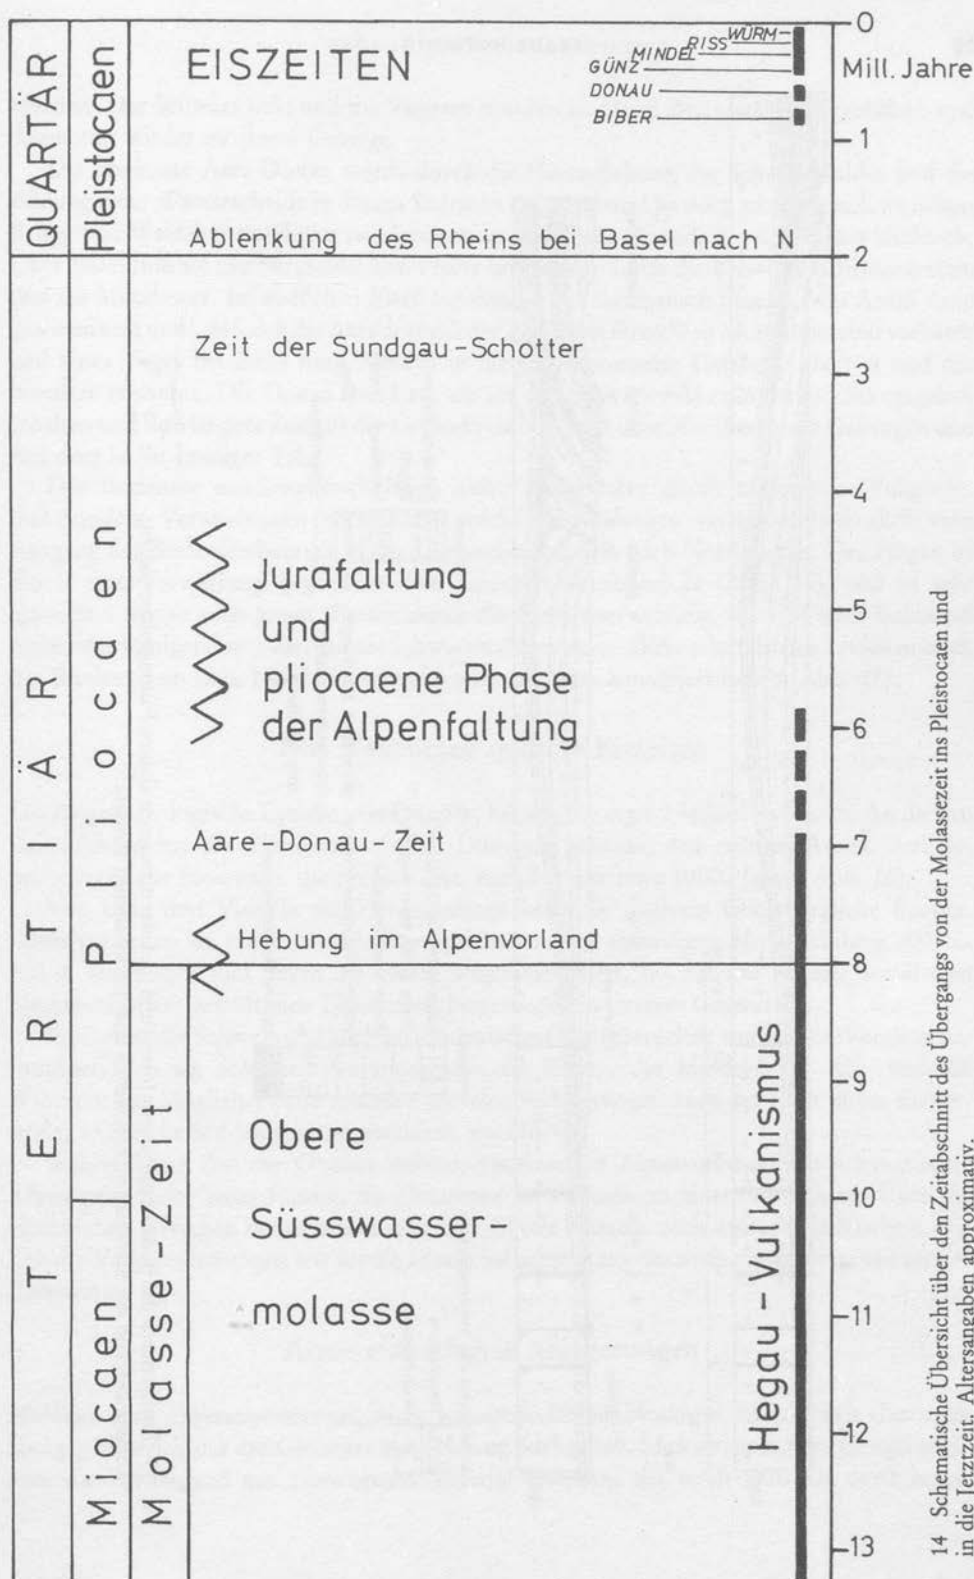 QUARTÄR
Pleistocaen
EISZEITEN
WÜRM
RISS
MINDEL
GÜNZ
DONAU
BIBER
0
Mill. Jahre
1
Ablenkung des Rheins bei Basel nach N
2
Zeit der Sundgau-Schotter
3
4
TERTIÄR
Pliocaen
Jurafaltung
und
pliocaene Phase
der Alpenfaltung
5
6
Aare-Donau-Zeit
7
Hebung im Alpenvorland
8
Miocaen
Molasse-Zeit
Obere
Süsswasser-
molasse
Hegau-Vulkanismus
9
10
11
12
13
14 Schematische Übersicht über den Zeitabschnitt des Übergangs von der Molassezeit ins Pleistocaen und
in die Jetztzeit. Altersangaben approximativ.